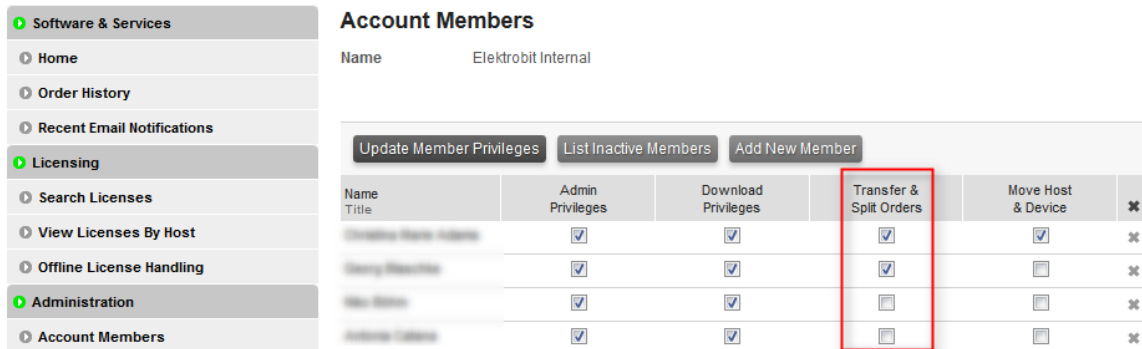 Software & Services
Home
Order History
Recent Email Notifications
Licensing
Search Licenses
View Licenses By Host
Offline License Handling
Administration
Account Members
Account Members
Name Elektrobit Internal
Update Member Privileges List Inactive Members Add New Member
Name
Title
Admin
Privileges
Download
Privileges
Transfer &
Split Orders
Move Host
& Device